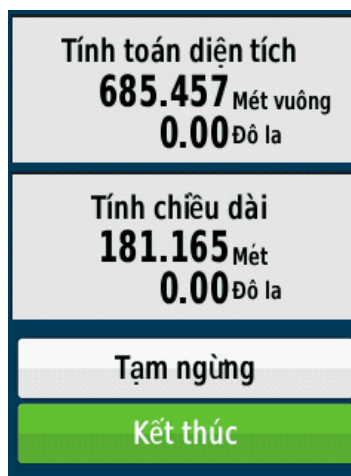 Tính toán diện tích
685.457 Mét vuông
0.00 Đô la
Tính chiều dài
181.165 Mét
0.00 Đô la
Tạm ngừng
Kết thúc